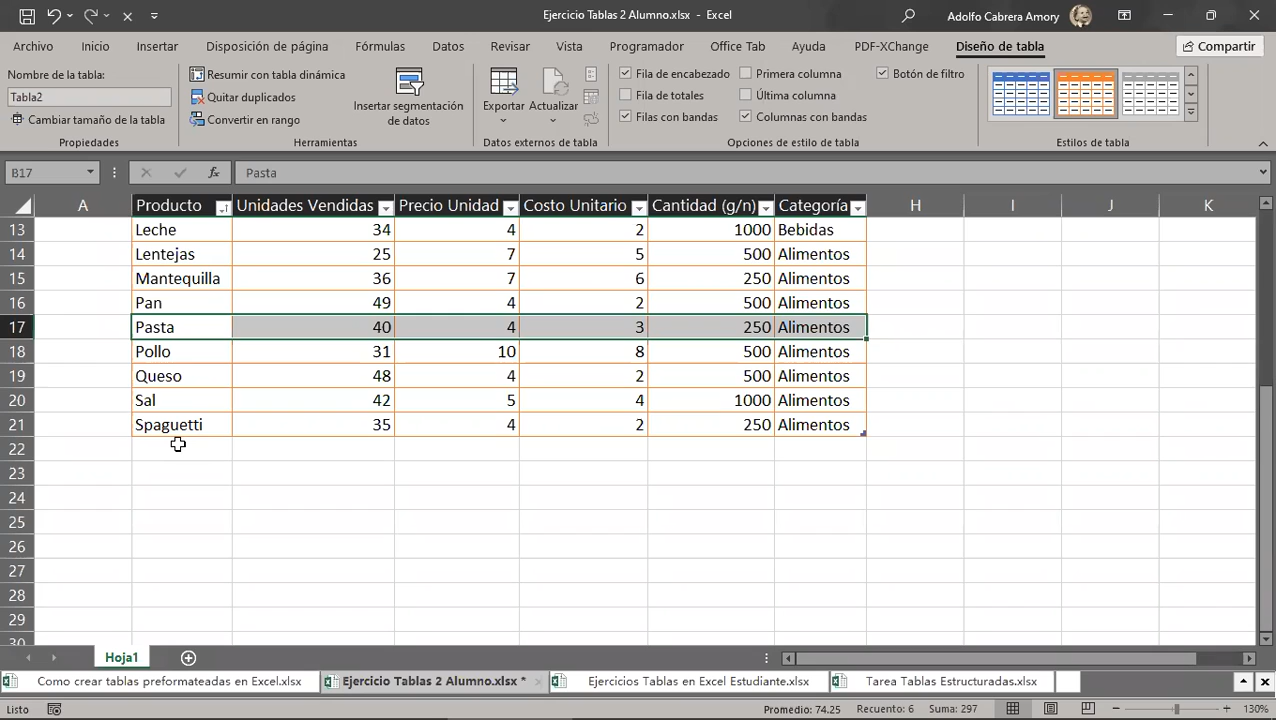 Ejercicio Tablas 2 Alumno.xlsx - Excel
Adolfo Cabrera Amory
Archivo Inicio Insertar Disposición de página Fórmulas Datos Revisar Vista Programador Office Tab Ayuda PDF-XChange Diseño de tabla Compartir
Nombre de la tabla:
Tabla2
Cambiar tamaño de la tabla
Propiedades
Resumir con tabla dinámica
Quitar duplicados
Convertir en rango
Insertar segmentación
de datos
Herramientas
Exportar Actualizar
Datos externos de tabla
Fila de encabezado Primera columna Botón de filtro
Fila de totales Última columna
Filas con bandas Columnas con bandas
Opciones de estilo de tabla
Estilos de tabla
B17 fx Pasta
A Producto Unidades Vendidas Precio Unidad Costo Unitario Cantidad (g/n) Categoría H I J K
13 Leche 34 4 2 1000 Bebidas
14 Lentejas 25 7 5 500 Alimentos
15 Mantequilla 36 7 6 250 Alimentos
16 Pan 49 4 2 500 Alimentos
17 Pasta 40 4 3 250 Alimentos
18 Pollo 31 10 8 500 Alimentos
19 Queso 48 4 2 500 Alimentos
20 Sal 42 5 4 1000 Alimentos
21 Spaguetti 35 4 2 250 Alimentos
22
23
24
25
26
27
28
29
30
Hoja1
Como crear tablas preformateadas en Excel.xlsx Ejercicio Tablas 2 Alumno.xlsx * Ejercicios Tablas en Excel Estudiante.xlsx Tarea Tablas Estructuradas.xlsx
Listo Promedio: 74.25 Recuento: 6 Suma: 297 130%